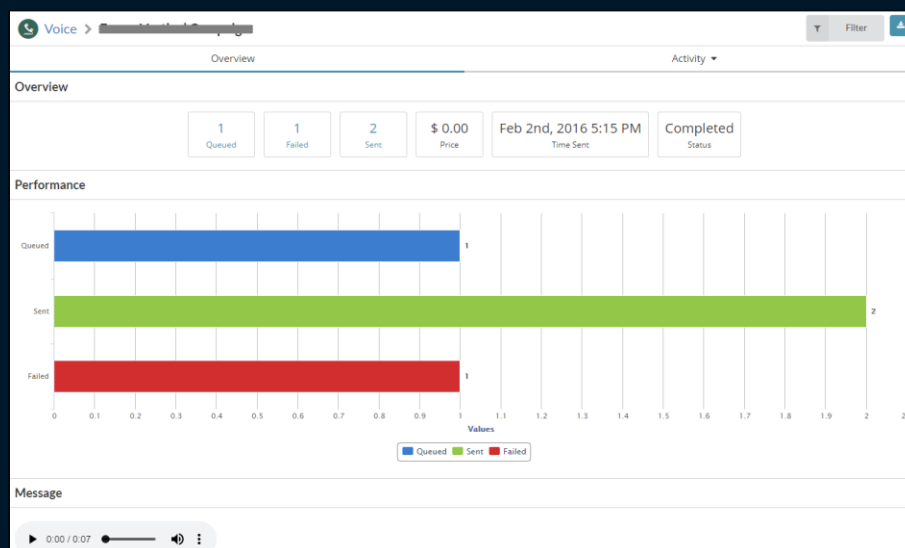 Voice >
Filter
Overview
Activity
Overview
1
Queued
1
Failed
2
Sent
$ 0.00
Price
Feb 2nd, 2016 5:15 PM
Time Sent
Completed
Status
Performance
Queued
1
Sent
2
Failed
1
0 0.1 0.2 0.3 0.4 0.5 0.6 0.7 0.8 0.9 1 1.1 1.2 1.3 1.4 1.5 1.6 1.7 1.8 1.9 2
Values
Queued Sent Failed
Message
0:00 / 0:07